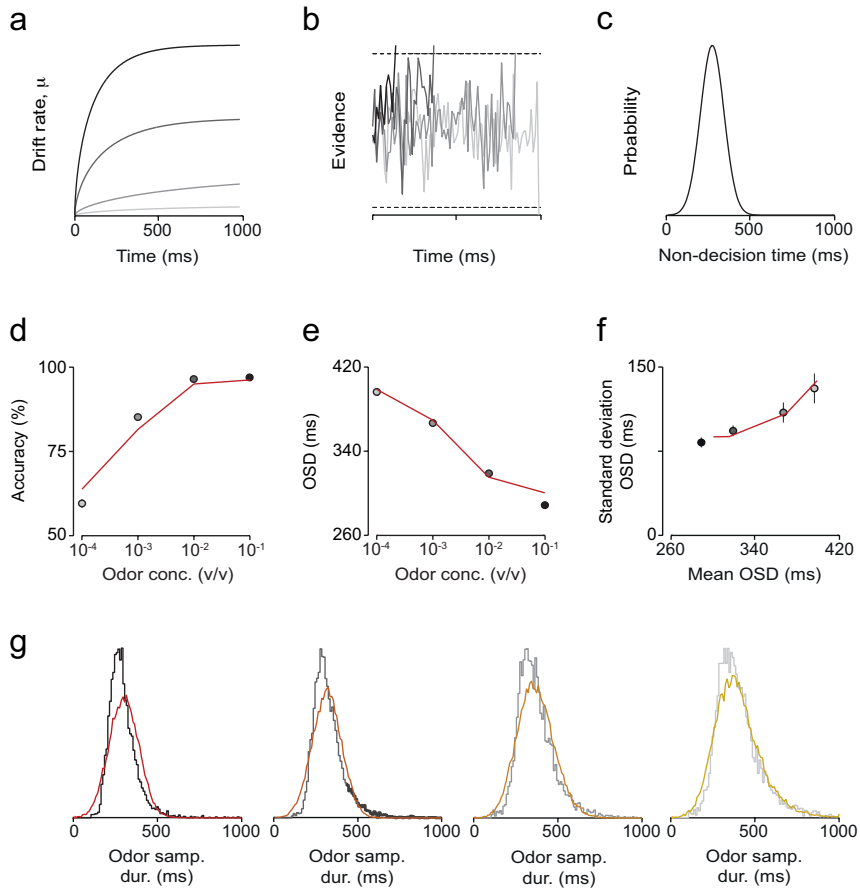 a
b
c
Drift rate, μ
0
500
1000
Time (ms)
Evidence
Time (ms)
Prbabbility
0
500
1000
Non-decision time (ms)
d
e
f
Accuracy (%)
100
75
50
10-4
10-3
10-2
10-1
Odor conc. (v/v)
OSD (ms)
420
340
260
10-4
10-3
10-2
10-1
Odor conc. (v/v)
Standard deviation
OSD (ms)
150
0
260
340
420
Mean OSD (ms)
g
0
500
1000
Odor samp.
dur. (ms)
0
500
1000
Odor samp.
dur. (ms)
0
500
1000
Odor samp.
dur. (ms)
0
500
1000
Odor samp.
dur. (ms)